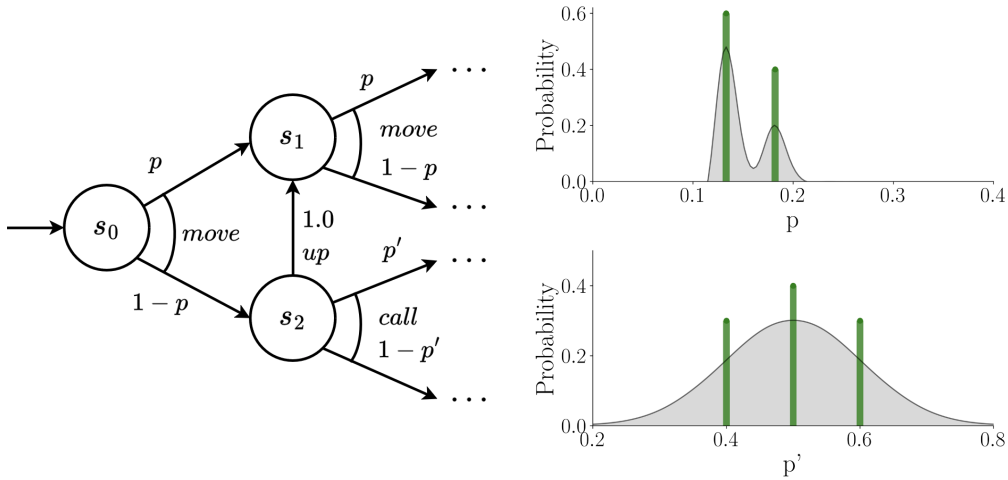 p
. . .
s₁
move
p
1 − p
s₀
move
. . .
1.0
up
p′
. . .
1 − p
s₂
call
1 − p′
. . .
0.6
0.4
0.2
0.0
Probability
0.0 0.1 0.2 0.3 0.4
p
0.4
0.2
0.0
Probability
0.2 0.4 0.6 0.8
p'